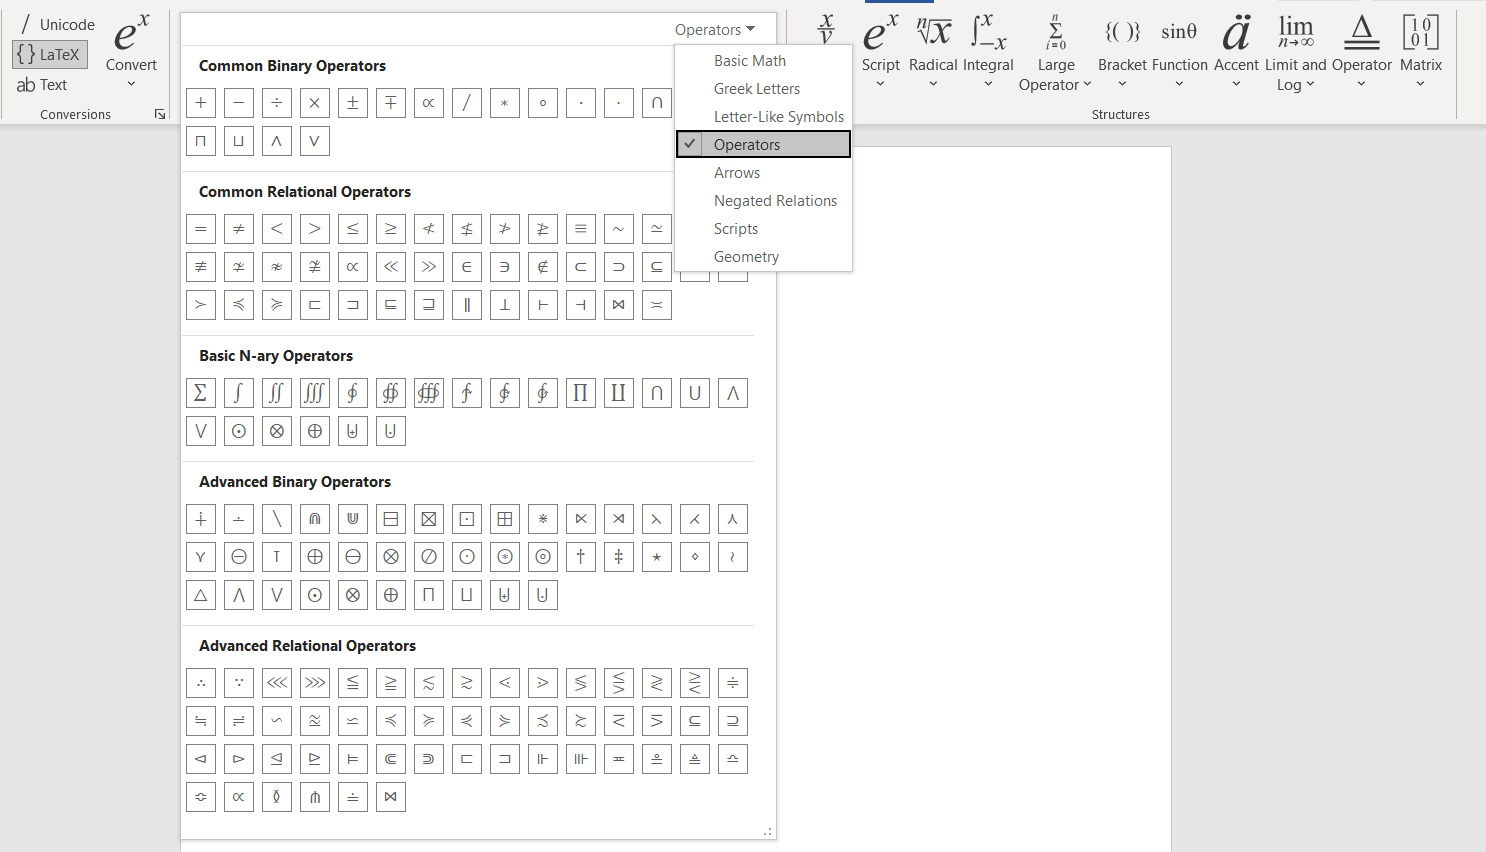 Unicode
LaTeX
ab Text
Convert
Conversions
Operators
Basic Math
Greek Letters
Letter-Like Symbols
Operators
Arrows
Negated Relations
Scripts
Geometry
Common Binary Operators
+ − ÷ × ± ∓ ∝ / ∗ ∘ ∙ ⋅ ∩
⊓ ⊔ ∧ ∨
Common Relational Operators
= ≠ < > ≤ ≥ ≮ ≰ ≯ ≱ ≡ ∼ ≃
≢ ≄ ≉ ≇ ∝ ≪ ≫ ∈ ∋ ∉ ⊂ ⊃ ⊆
≻ ≼ ≽ ⊏ ⊐ ⊑ ⊒ ∥ ⊥ ⊢ ⊣ ⋈ ≍
Basic N-ary Operators
∑ ∫ ∬ ∭ ∮ ∯ ∰ ∱ ∲ ∳ ∏ ∐ ⋂ ⋃ ⋀
⋁ ⨀ ⨂ ⨁ ⨄ ⨃
Advanced Binary Operators
∔ ∸ ∖ ⋒ ⋓ ⊟ ⊠ ⊡ ⊞ ⋇ ⋉ ⋊ ⋋ ⋌ ⋏
⋎ ⊝ ⊺ ⊕ ⊖ ⊗ ⊘ ⊙ ⊛ ⊚ † ‡ ⋆ ⋄ ≀
△ ⋀ ⋁ ⨀ ⨂ ⨁ ⨅ ⨆ ⨄ ⨃
Advanced Relational Operators
∴ ∵ ⋘ ⋙ ≦ ≧ ≲ ≳ ⋖ ⋗ ≶ ⋚ ≷ ⋛ ≑
≒ ≓ ∽ ≊ ⋍ ≼ ≽ ⋞ ⋟ ≾ ≿ ⋜ ⋝ ⊆ ⊇
⊲ ⊳ ⊴ ⊵ ⊨ ⋐ ⋑ ⊏ ⊐ ⊩ ⊪ ≖ ≗ ≜ ≏
≎ ∝ ≬ ⋔ ≐ ⋈
Script
Radical
Integral
Large
Operator
Bracket
Function
Accent
Limit and
Log
Operator
Matrix
Structures